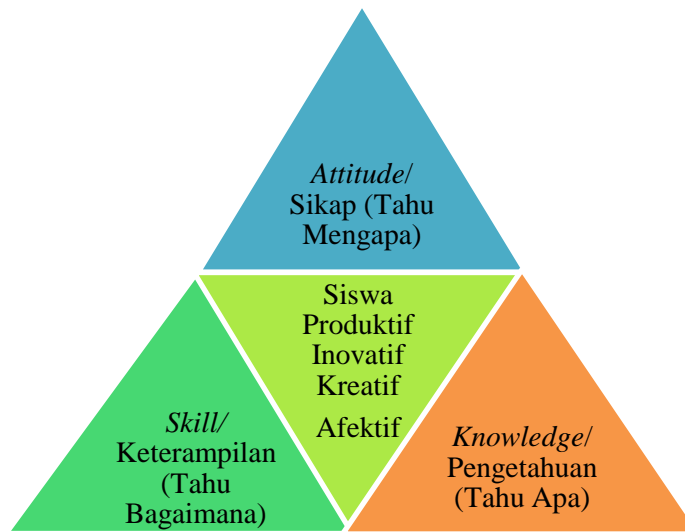 Attitude/
Sikap (Tahu
Mengapa)
Siswa
Produktif
Inovatif
Kreatif
Afektif
Skill/
Keterampilan
(Tahu
Bagaimana)
Knowledge/
Pengetahuan
(Tahu Apa)